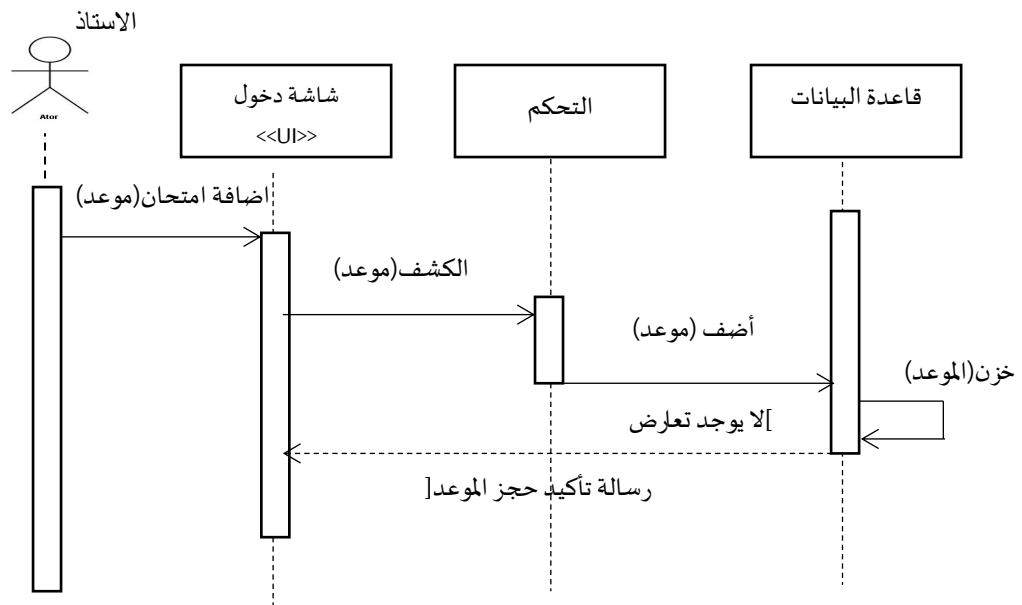 الاستاذ
Ator
شاشة دخول
<<UI>>
التحكم
قاعدة البيانات
اضافة امتحان(موعد)
الكشف(موعد)
أضف (موعد)
خزن(الموعد)
]لا يوجد تعارض
رسالة تأكيد حجز الموعد[